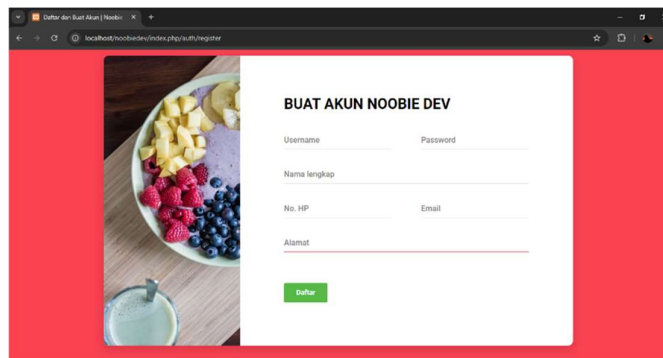 Daftar dan Buat Akun | Noobie
localhost/noobiedev/index.php/auth/register
BUAT AKUN NOOBIE DEV
Username
Password
Nama lengkap
No. HP
Email
Alamat
Daftar